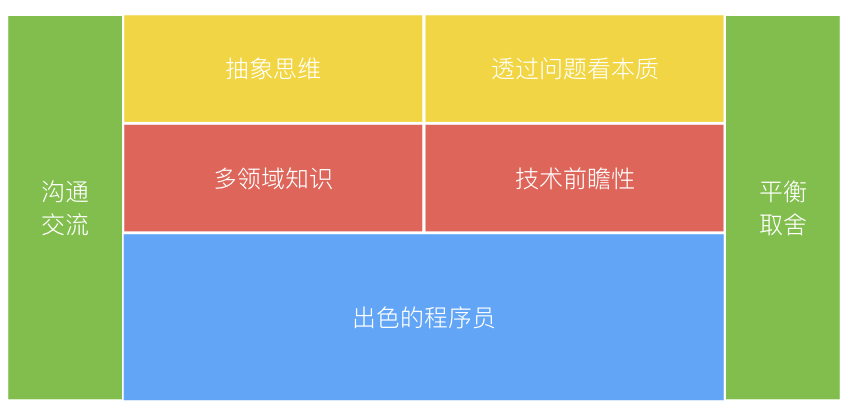 抽象思维
透过问题看本质
多领域知识
技术前瞻性
沟通
交流
平衡
取舍
出色的程序员